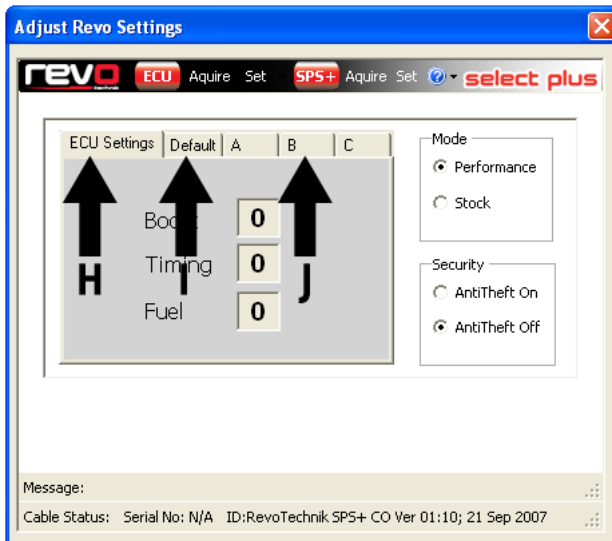 Adjust Revo Settings
revo technik ECU Aquire Set SPS+ Aquire Set ? select plus
ECU Settings Default A B C
Boost 0
Timing 0
Fuel 0
H I J
Mode
Performance
Stock
Security
AntiTheft On
AntiTheft Off
Message:
Cable Status: Serial No: N/A ID:RevoTechnik SPS+ CO Ver 01:10; 21 Sep 2007